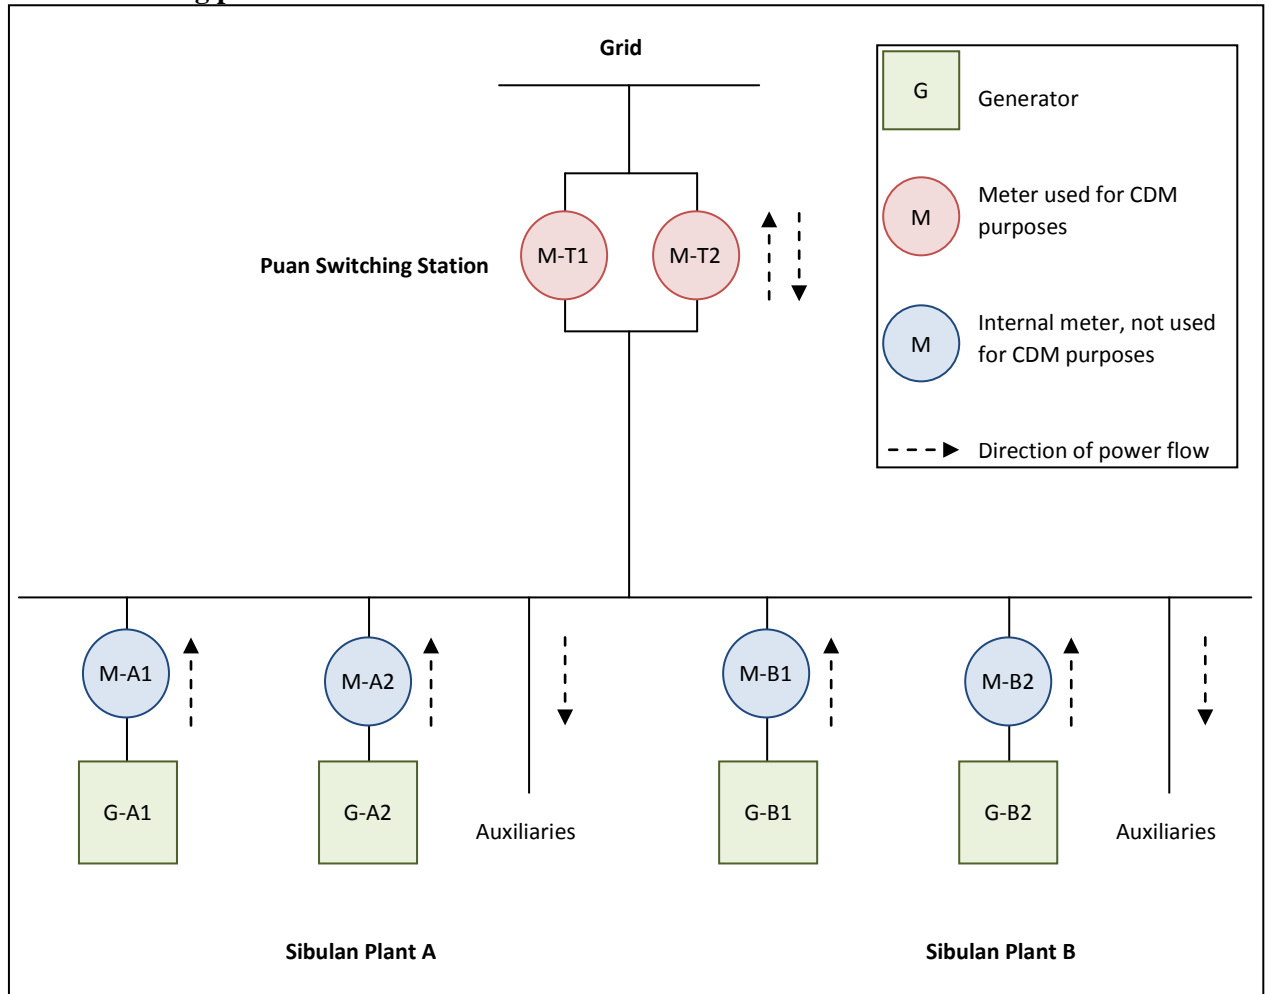 Grid
G
Generator
M
Meter used for CDM
purposes
M-T1
M-T2
Puan Switching Station
M
Internal meter, not used
for CDM purposes
Direction of power flow
M-A1
M-A2
M-B1
M-B2
G-A1
G-A2
Auxiliaries
G-B1
G-B2
Auxiliaries
Sibulan Plant A
Sibulan Plant B